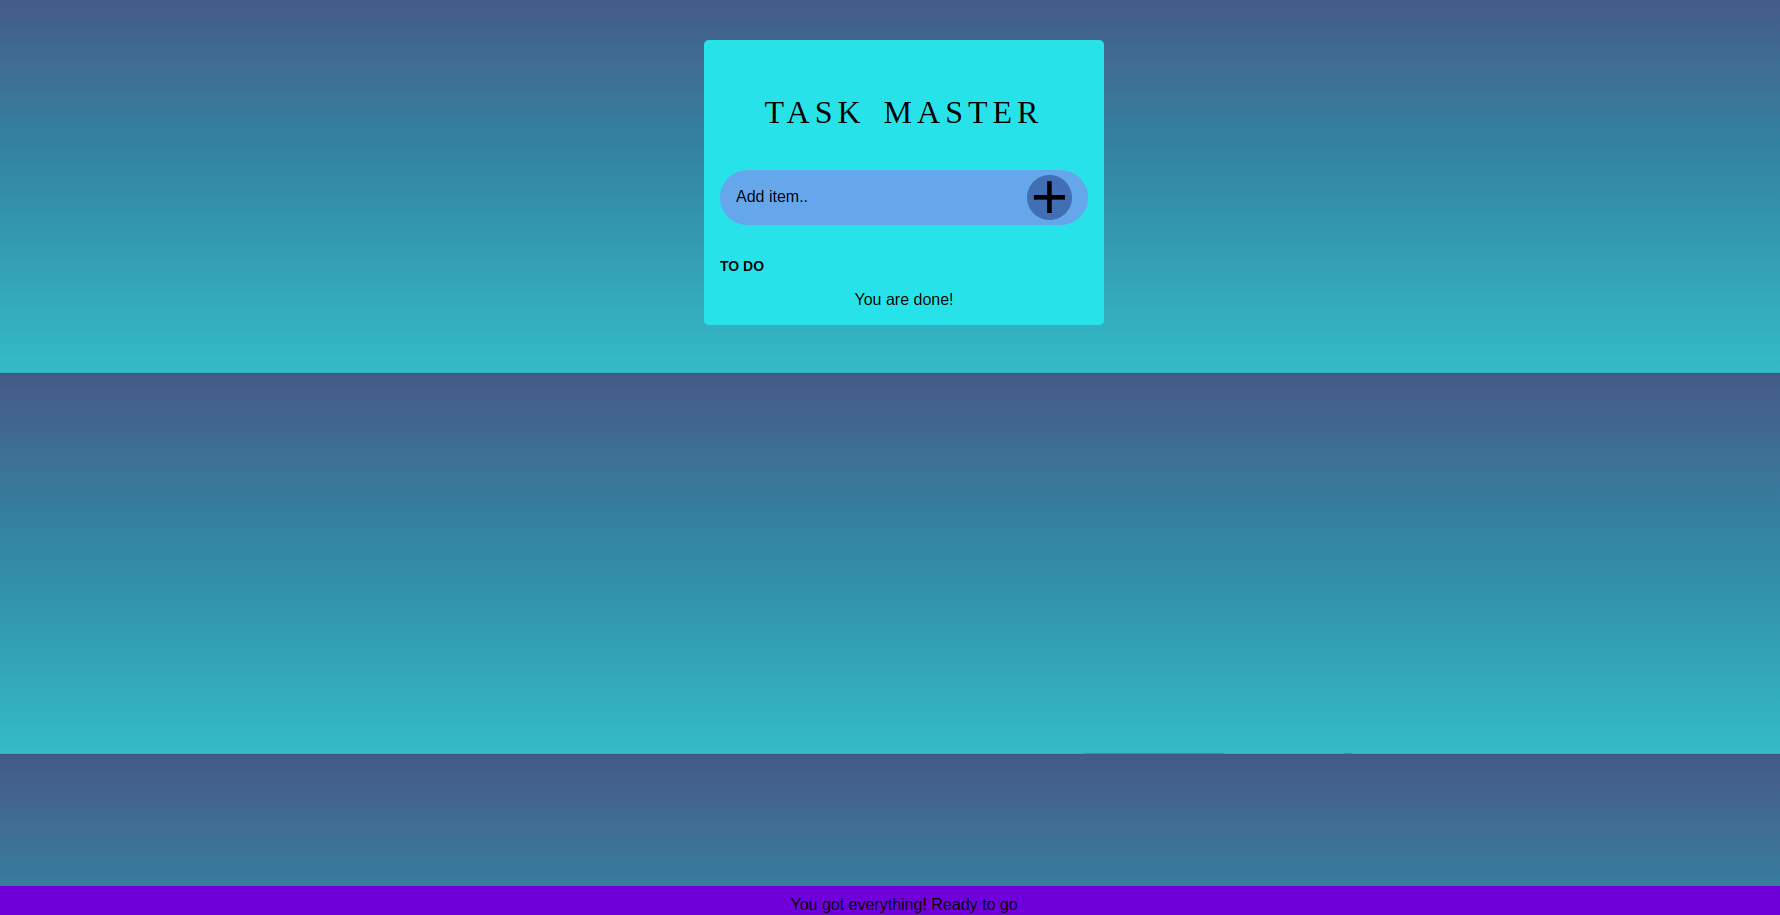 TASK MASTER
Add item..
TO DO
You are done!
You got everything! Ready to go